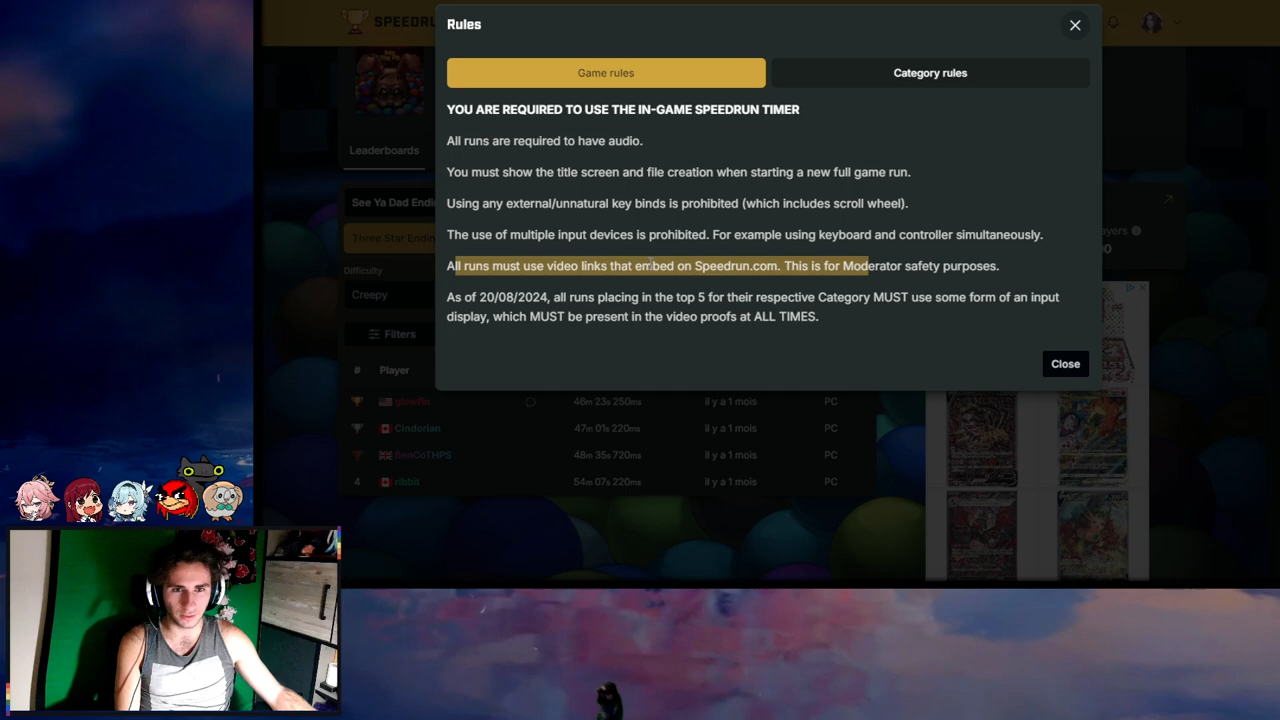 SPEEDRU
Rules
Game rules
Category rules
YOU ARE REQUIRED TO USE THE IN-GAME SPEEDRUN TIMER
All runs are required to have audio.
You must show the title screen and file creation when starting a new full game run.
Using any external/unnatural key binds is prohibited (which includes scroll wheel).
The use of multiple input devices is prohibited. For example using keyboard and controller simultaneously.
All runs must use video links that embed on Speedrun.com. This is for Moderator safety purposes.
As of 20/08/2024, all runs placing in the top 5 for their respective Category MUST use some form of an input
display, which MUST be present in the video proofs at ALL TIMES.
Close
Leaderboards
See Ya Dad Endi
Three Star Ending
Difficulty
Creepy
Filters
# Player
glowfin 46m 23s 250ms il y a 1 mois PC
Cindorian 47m 01s 220ms il y a 1 mois PC
BenCoTHPS 48m 35s 720ms il y a 1 mois PC
4 ribbit 54m 07s 220ms il y a 1 mois PC
ayers